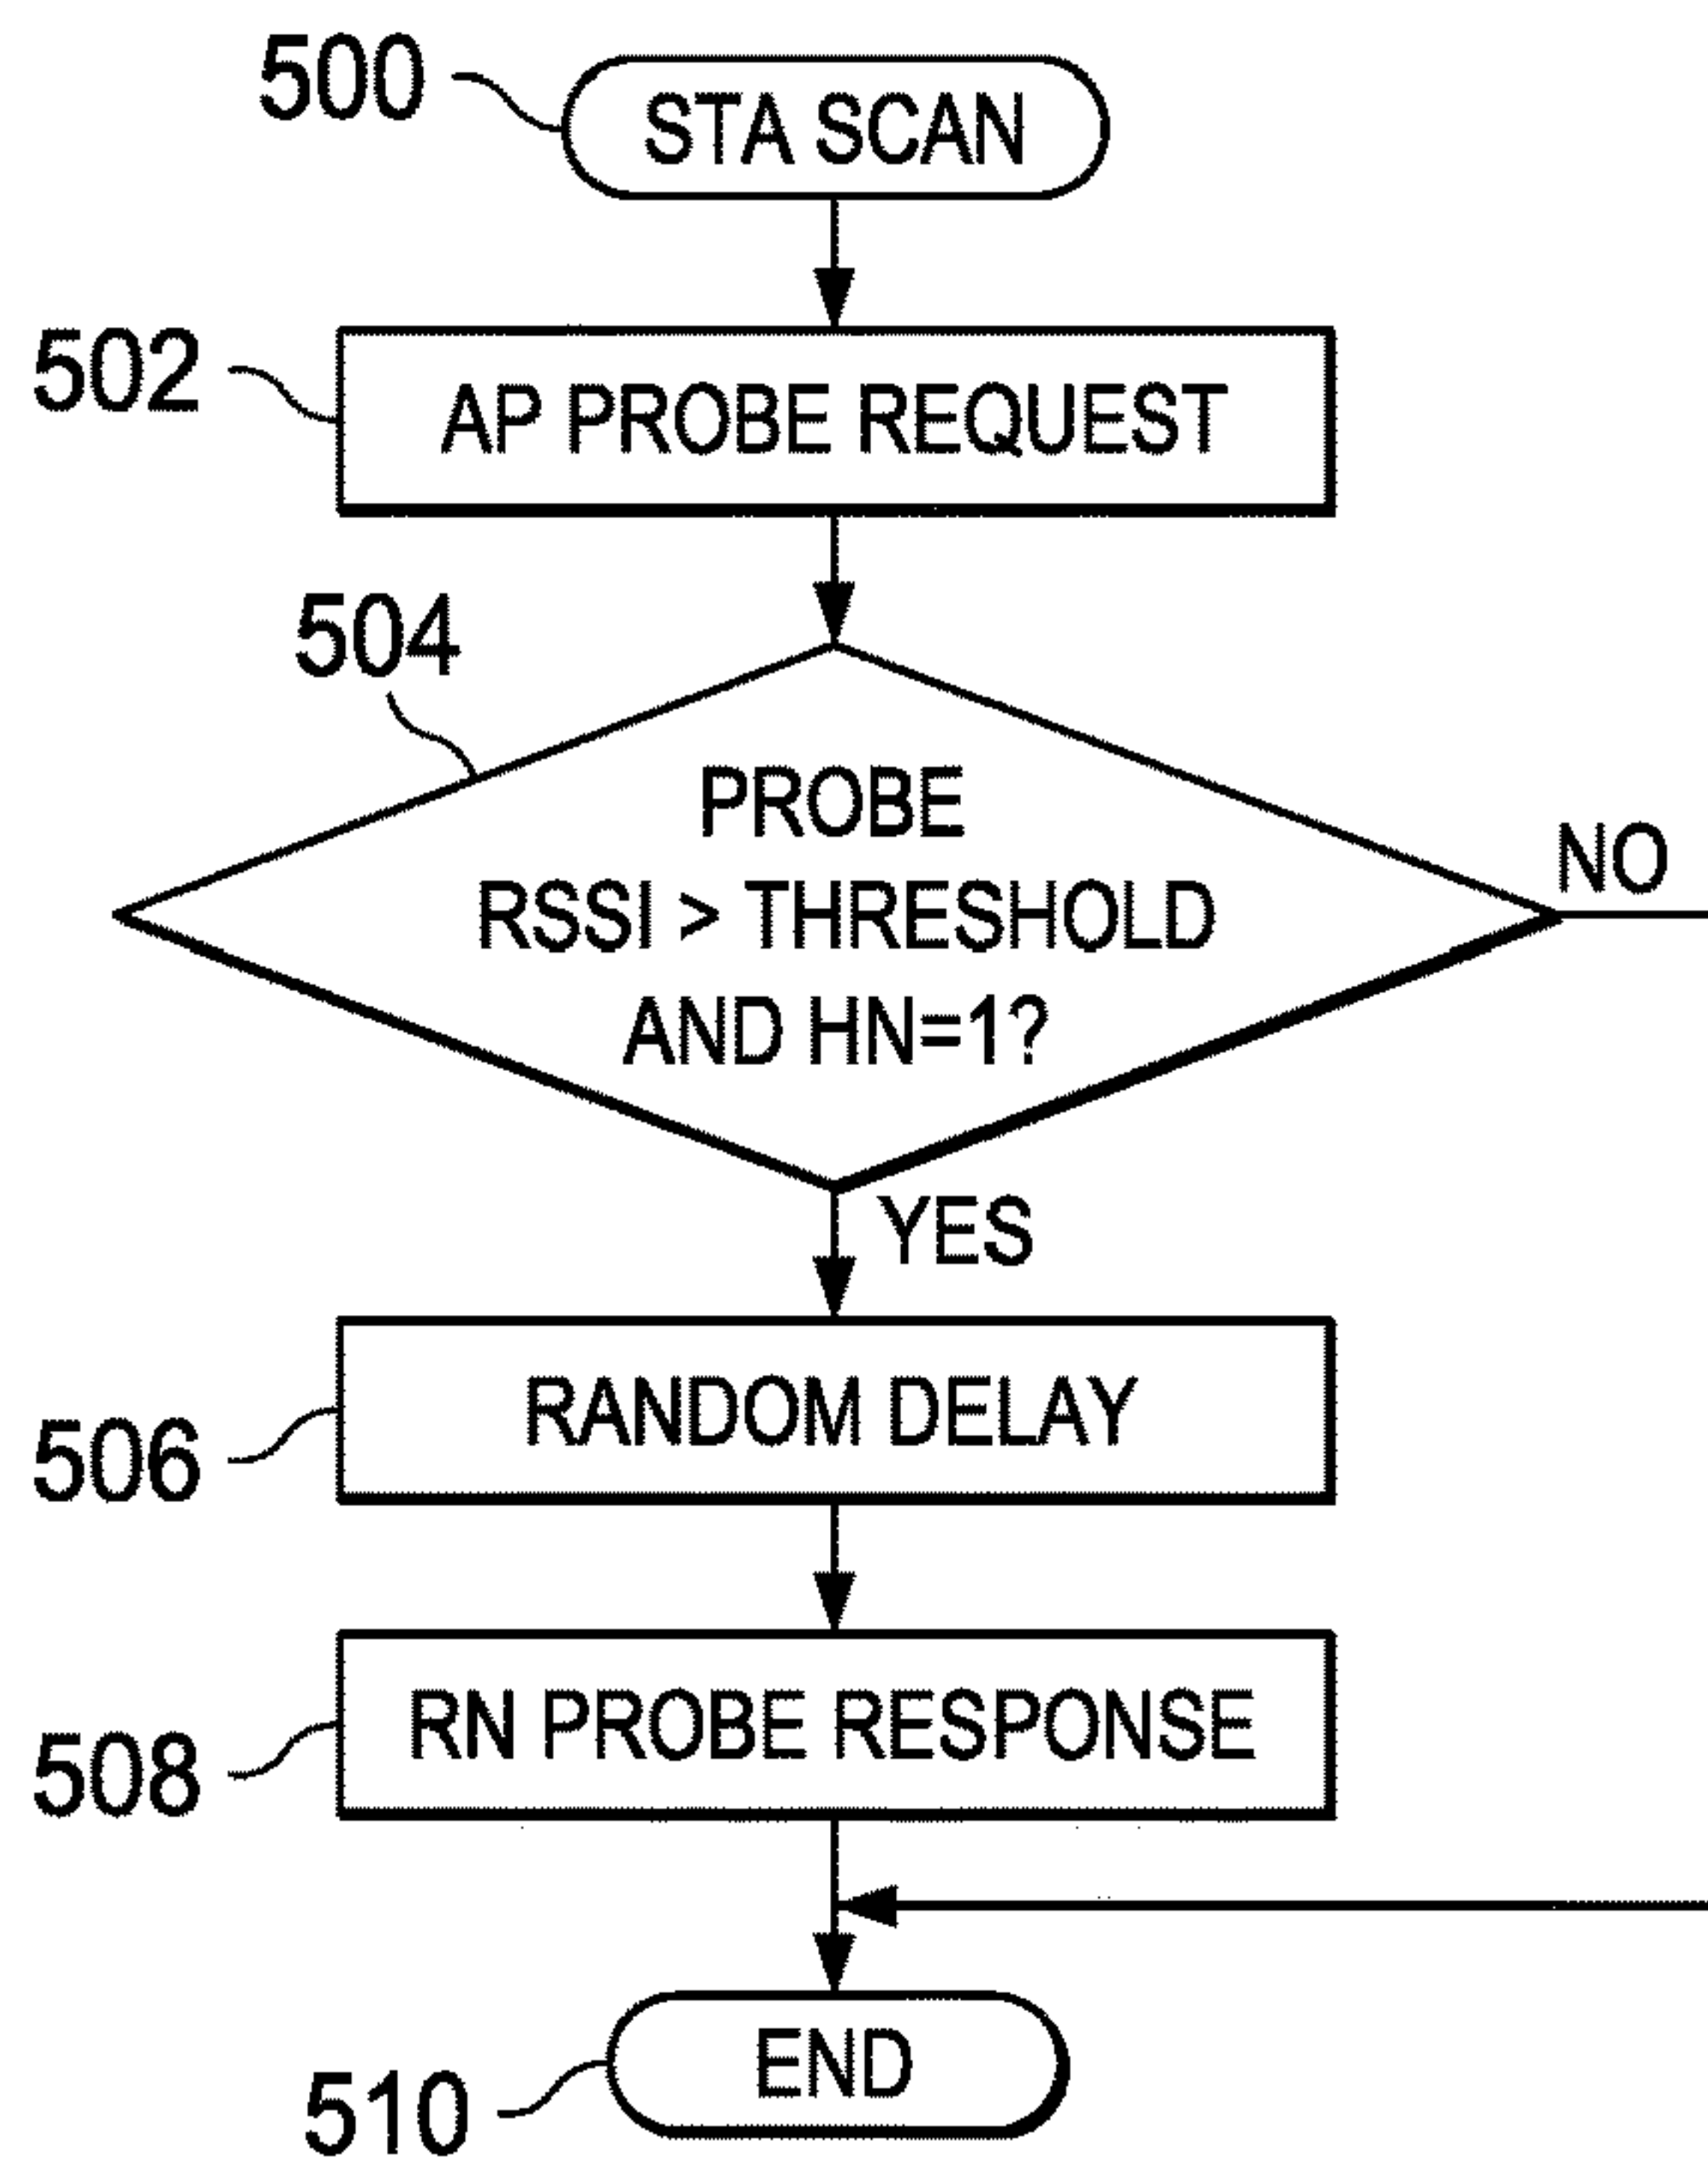 500
STA SCAN
502
AP PROBE REQUEST
504
PROBE
RSSI > THRESHOLD
AND HN=1?
NO
YES
506
RANDOM DELAY
508
RN PROBE RESPONSE
510
END